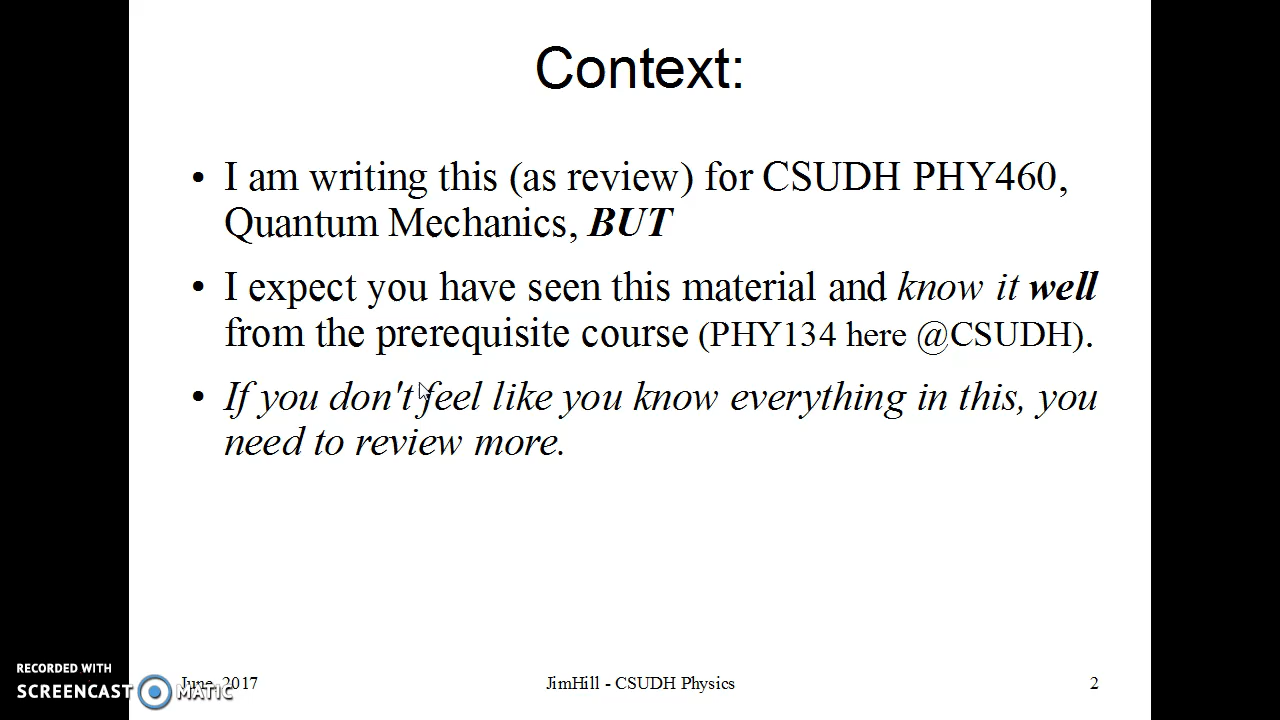 Context:
• I am writing this (as review) for CSUDH PHY460,
Quantum Mechanics, BUT
• I expect you have seen this material and know it well
from the prerequisite course (PHY134 here @CSUDH).
• If you don't feel like you know everything in this, you
need to review more.
RECORDED WITH
SCREENCAST MATIC
June, 2017
JimHill - CSUDH Physics
2